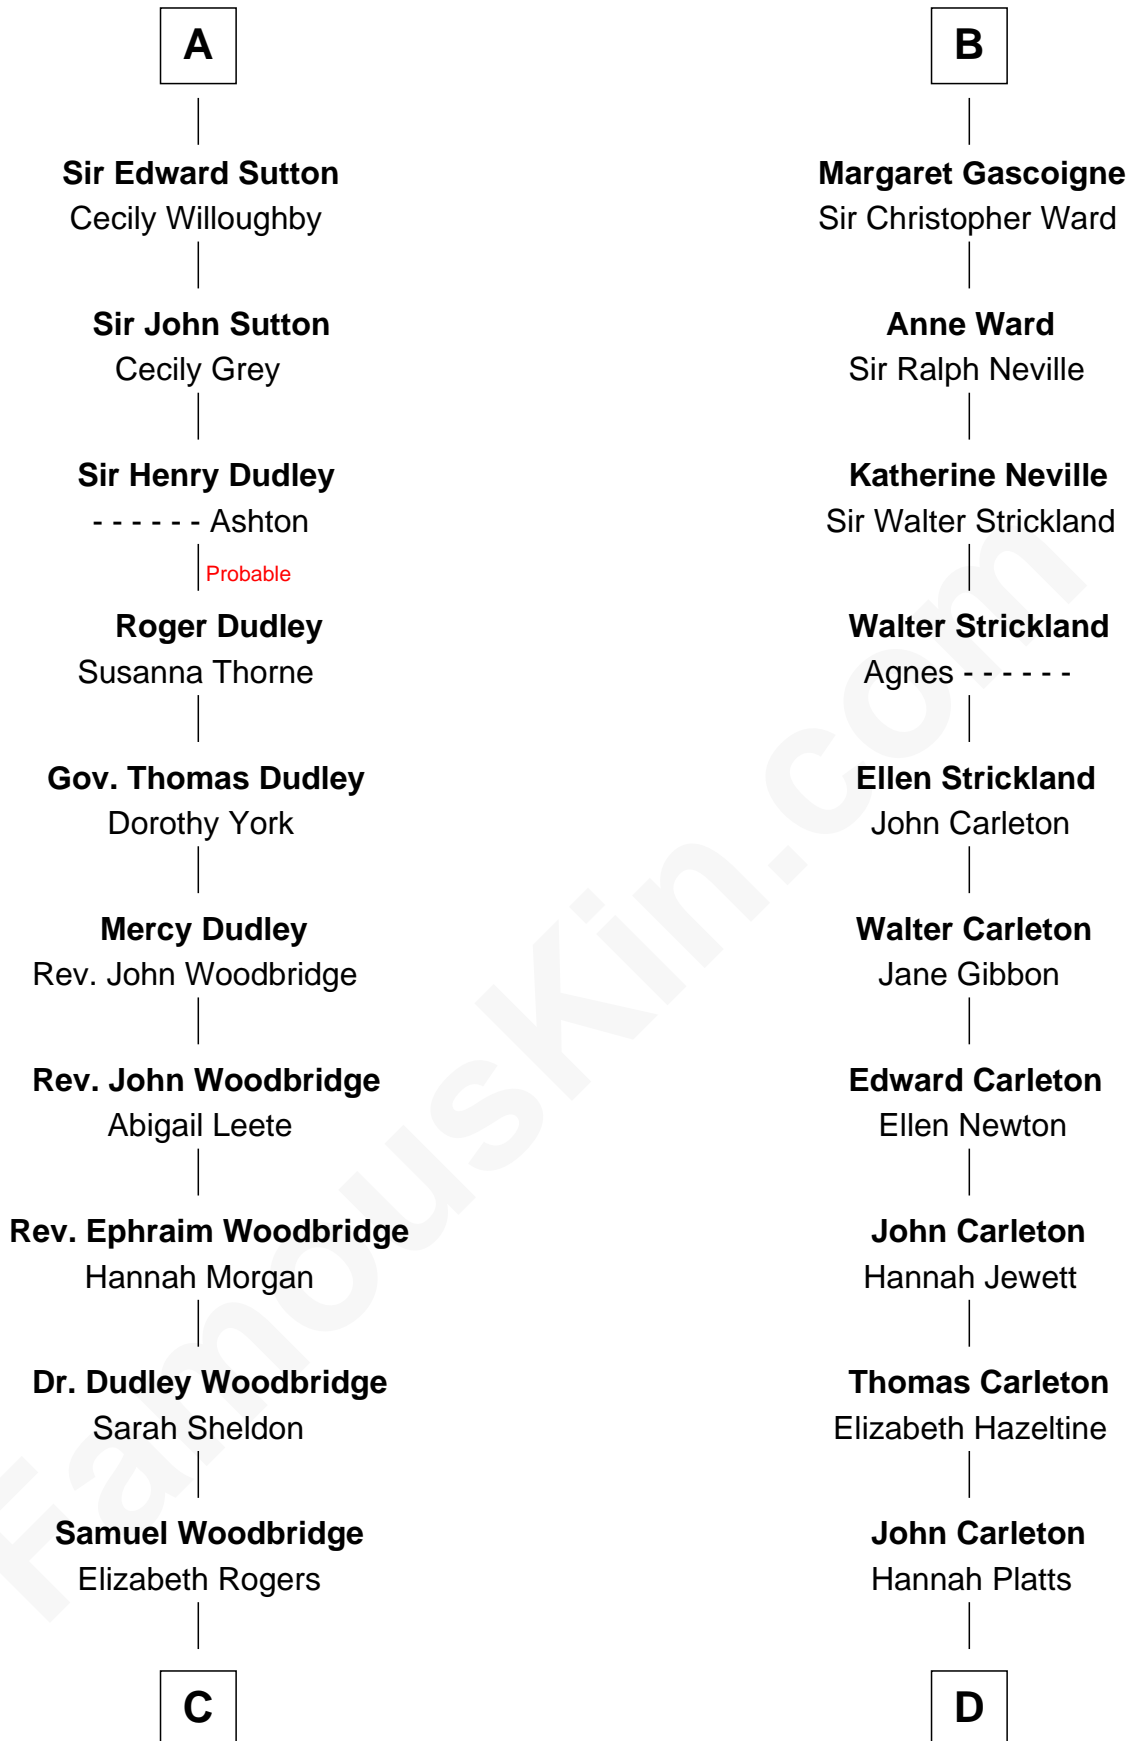 A
Sir Edward Sutton
Cecily Willoughby
Sir John Sutton
Cecily Grey
Sir Henry Dudley
- - - - - - Ashton
Probable
Roger Dudley
Susanna Thorne
Gov. Thomas Dudley
Dorothy York
Mercy Dudley
Rev. John Woodbridge
Rev. John Woodbridge
Abigail Leete
Rev. Ephraim Woodbridge
Hannah Morgan
Dr. Dudley Woodbridge
Sarah Sheldon
Samuel Woodbridge
Elizabeth Rogers
C
B
Margaret Gascoigne
Sir Christopher Ward
Anne Ward
Sir Ralph Neville
Katherine Neville
Sir Walter Strickland
Walter Strickland
Agnes - - - - - -
Ellen Strickland
John Carleton
Walter Carleton
Jane Gibbon
Edward Carleton
Ellen Newton
John Carleton
Hannah Jewett
Thomas Carleton
Elizabeth Hazeltine
John Carleton
Hannah Platts
D
FamousKin.com